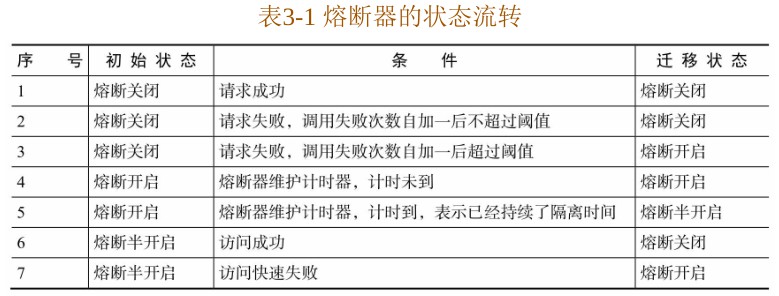 表3-1 熔断器的状态流转
序 号 初 始 状 态 条 件 迁 移 状 态
1 熔断关闭 请求成功 熔断关闭
2 熔断关闭 请求失败，调用失败次数自加一后不超过阈值 熔断关闭
3 熔断关闭 请求失败，调用失败次数自加一后超过阈值 熔断开启
4 熔断开启 熔断器维护计时器，计时未到 熔断开启
5 熔断开启 熔断器维护计时器，计时到，表示已经持续了隔离时间 熔断半开启
6 熔断半开启 访问成功 熔断关闭
7 熔断半开启 访问快速失败 熔断开启